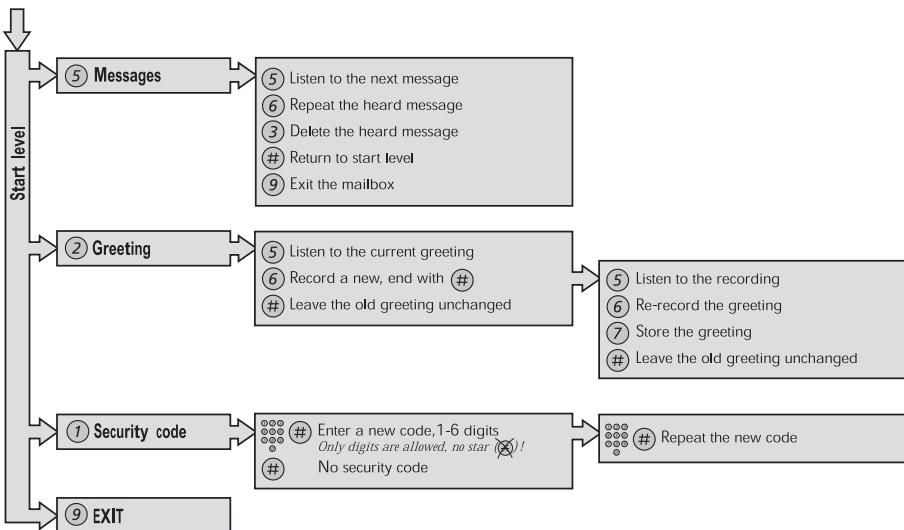 Start level
5 Messages
5 Listen to the next message
6 Repeat the heard message
3 Delete the heard message
# Return to start level
9 Exit the mailbox
2 Greeting
5 Listen to the current greeting
6 Record a new, end with #
# Leave the old greeting unchanged
5 Listen to the recording
6 Re-record the greeting
7 Store the greeting
# Leave the old greeting unchanged
1 Security code
# Enter a new code,1-6 digits
Only digits are allowed, no star (*)!
# No security code
# Repeat the new code
9 EXIT